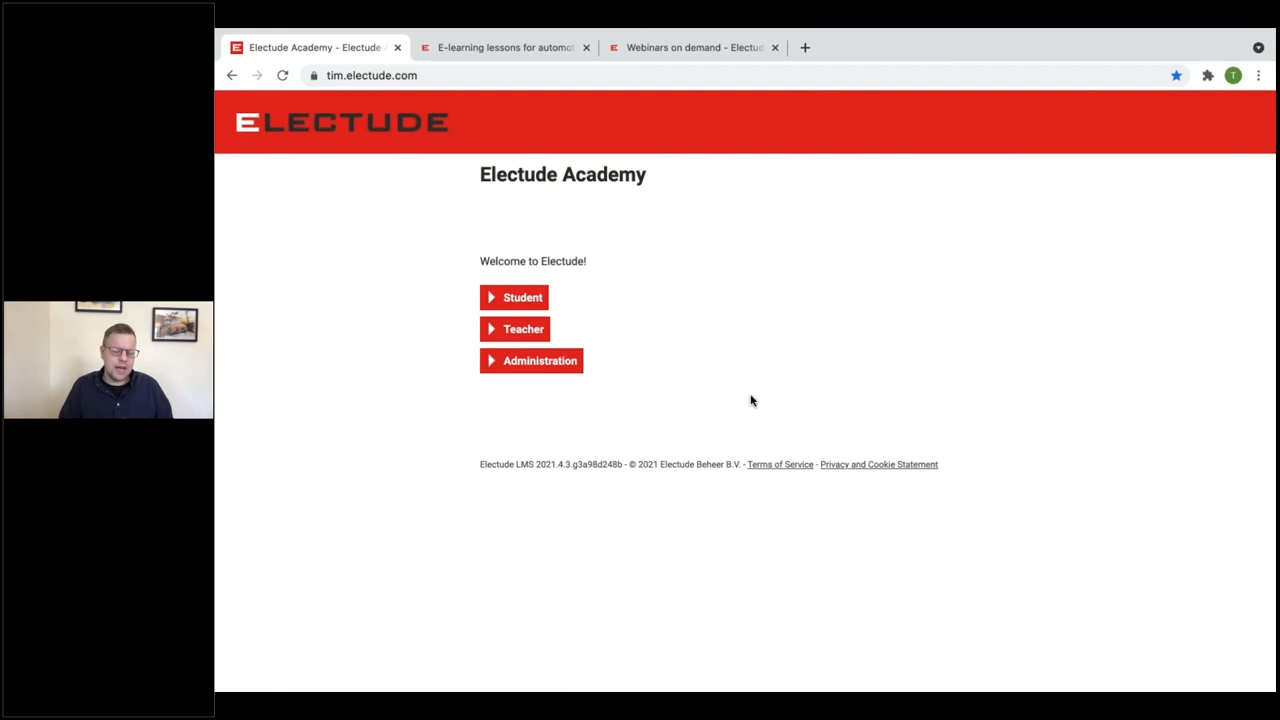 Electude Academy - Electude
E-learning lessons for automo
Webinars on demand - Electud
tim.electude.com
T
ELECTUDE
Electude Academy
Welcome to Electude!
Student
Teacher
Administration
Electude LMS 2021.4.3.g3a98d248b - © 2021 Electude Beheer B.V. - Terms of Service - Privacy and Cookie Statement